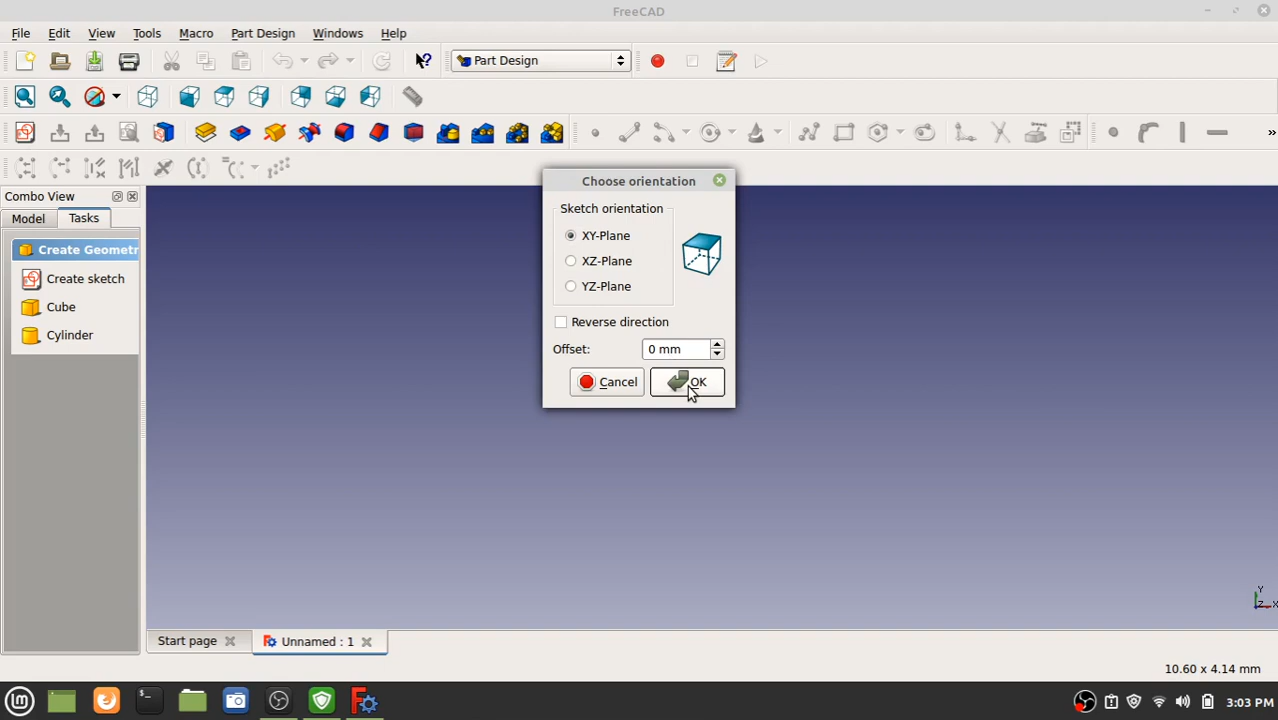 FreeCAD
File Edit View Tools Macro Part Design Windows Help
Part Design
Combo View
Model Tasks
Create Geometr
Create sketch
Cube
Cylinder
Choose orientation
Sketch orientation
XY-Plane
XZ-Plane
YZ-Plane
Reverse direction
Offset: 0 mm
Cancel OK
Y
Z X
Start page Unnamed : 1
10.60 x 4.14 mm
3:03 PM